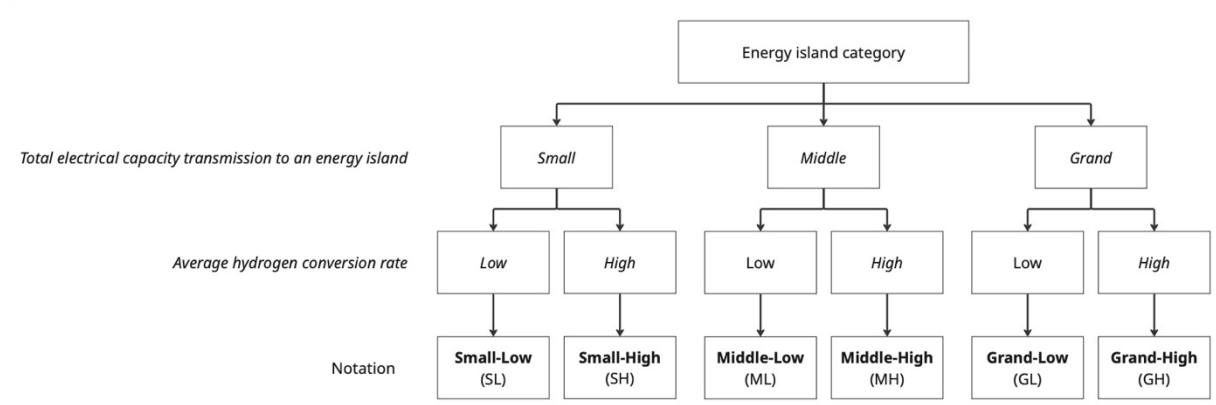 Energy island category
Total electrical capacity transmission to an energy island
Small
Middle
Grand
Average hydrogen conversion rate
Low
High
Low
High
Low
High
Notation
Small-Low
(SL)
Small-High
(SH)
Middle-Low
(ML)
Middle-High
(MH)
Grand-Low
(GL)
Grand-High
(GH)